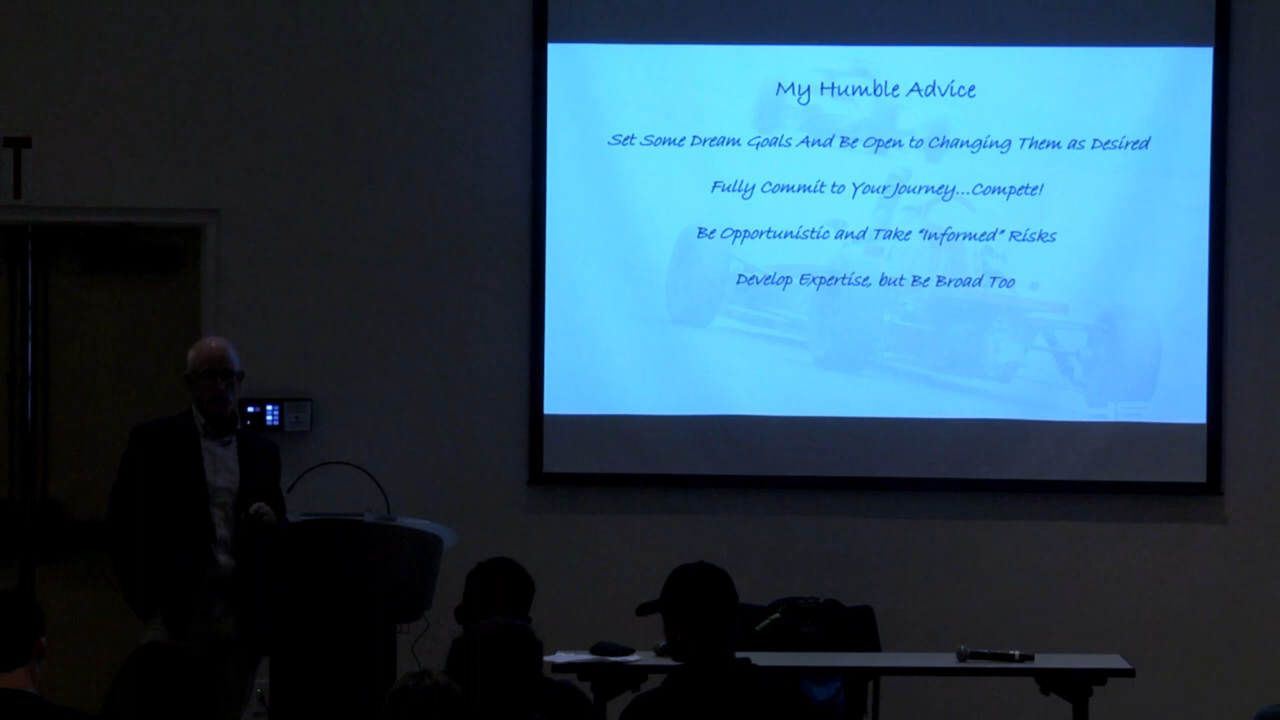 My Humble Advice
Set Some Dream Goals And Be Open to Changing Them as Desired
Fully Commit to Your Journey...Compete!
Be Opportunistic and Take "Informed" Risks
Develop Expertise, but Be Broad Too
T